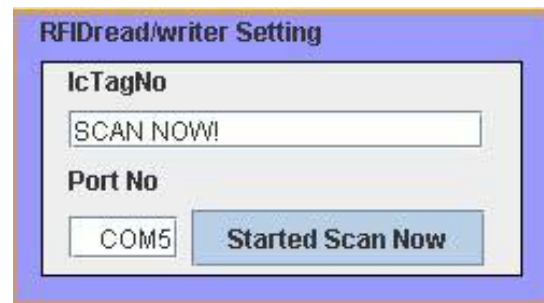 RFIDread/writer Setting
IcTagNo
SCAN NOW!
Port No
COM5 Started Scan Now